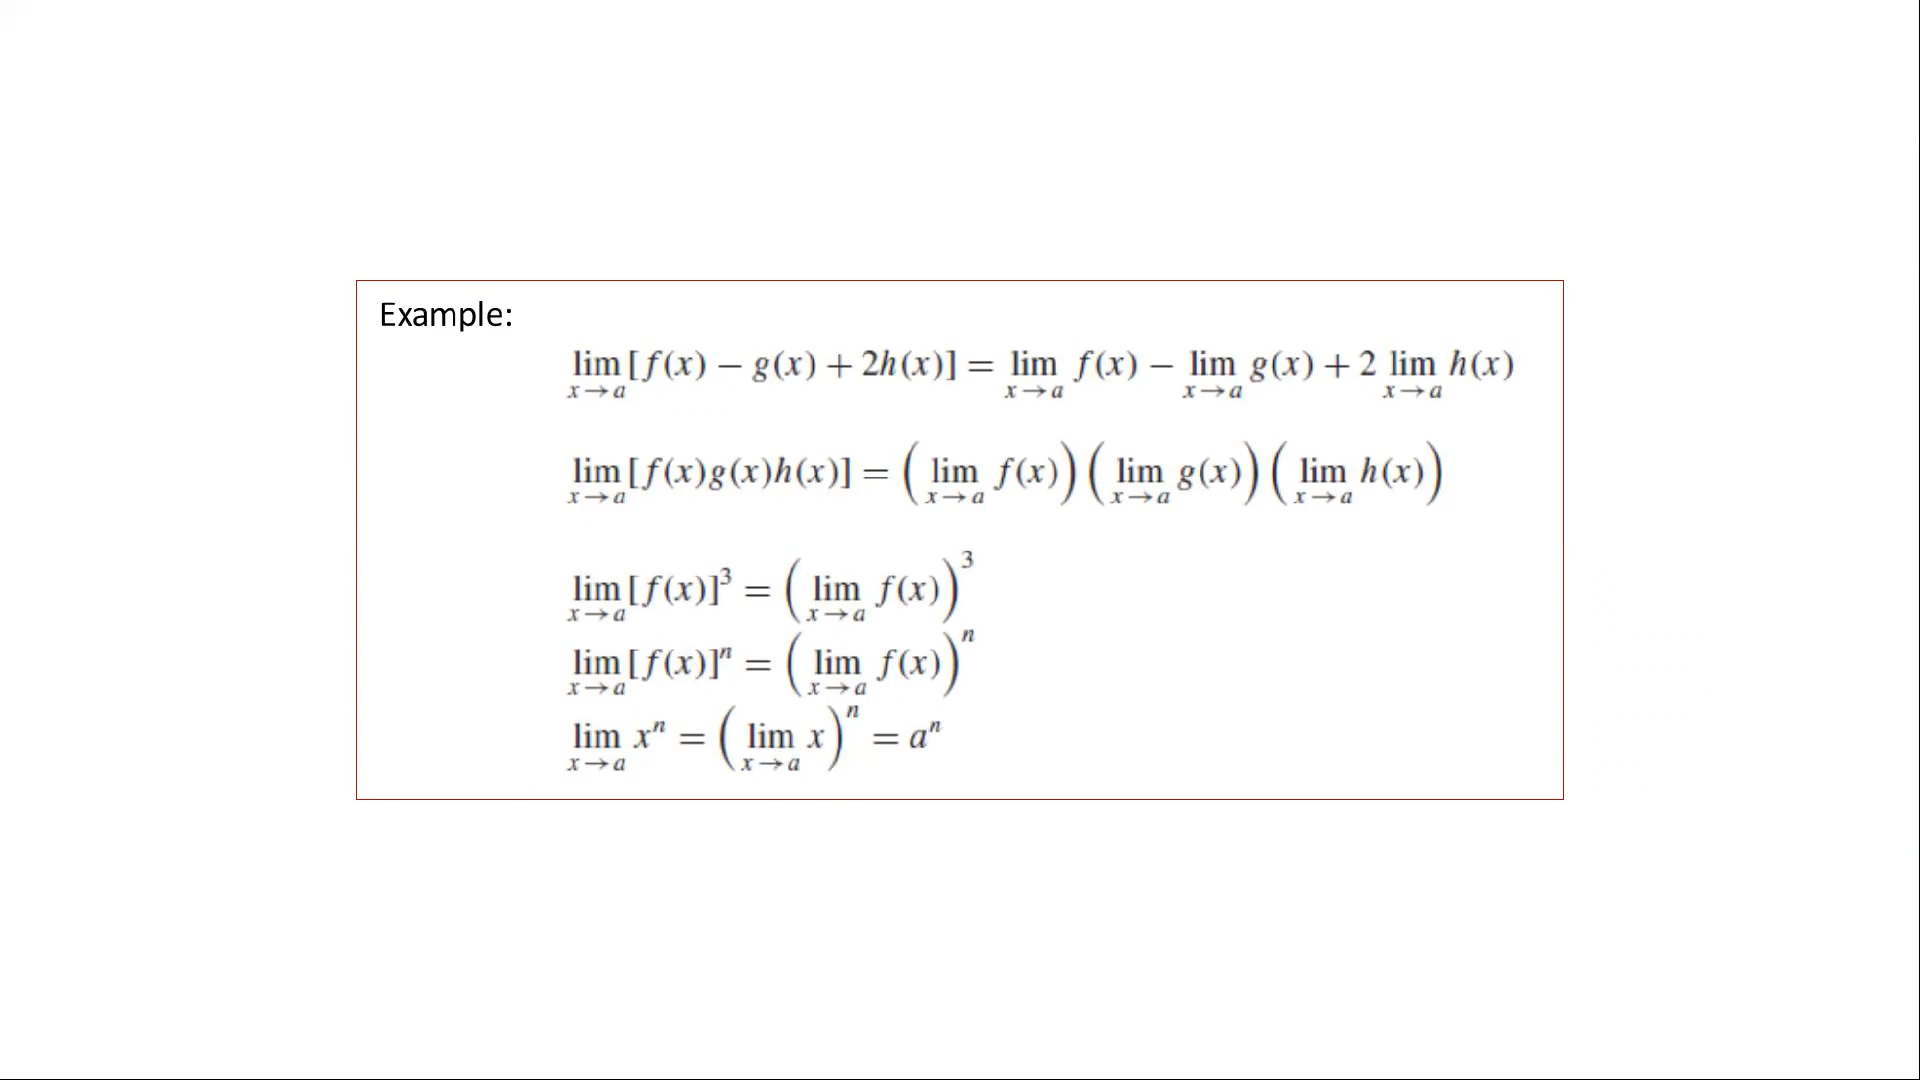 Example:
lim x→a [f(x) − g(x) + 2h(x)] = lim x→a f(x) − lim x→a g(x) + 2 lim x→a h(x)
lim x→a [f(x)g(x)h(x)] = (lim x→a f(x)) (lim x→a g(x)) (lim x→a h(x))
lim x→a [f(x)]³ = (lim x→a f(x))³
lim x→a [f(x)]ⁿ = (lim x→a f(x))ⁿ
lim x→a xⁿ = (lim x→a x)ⁿ = aⁿ